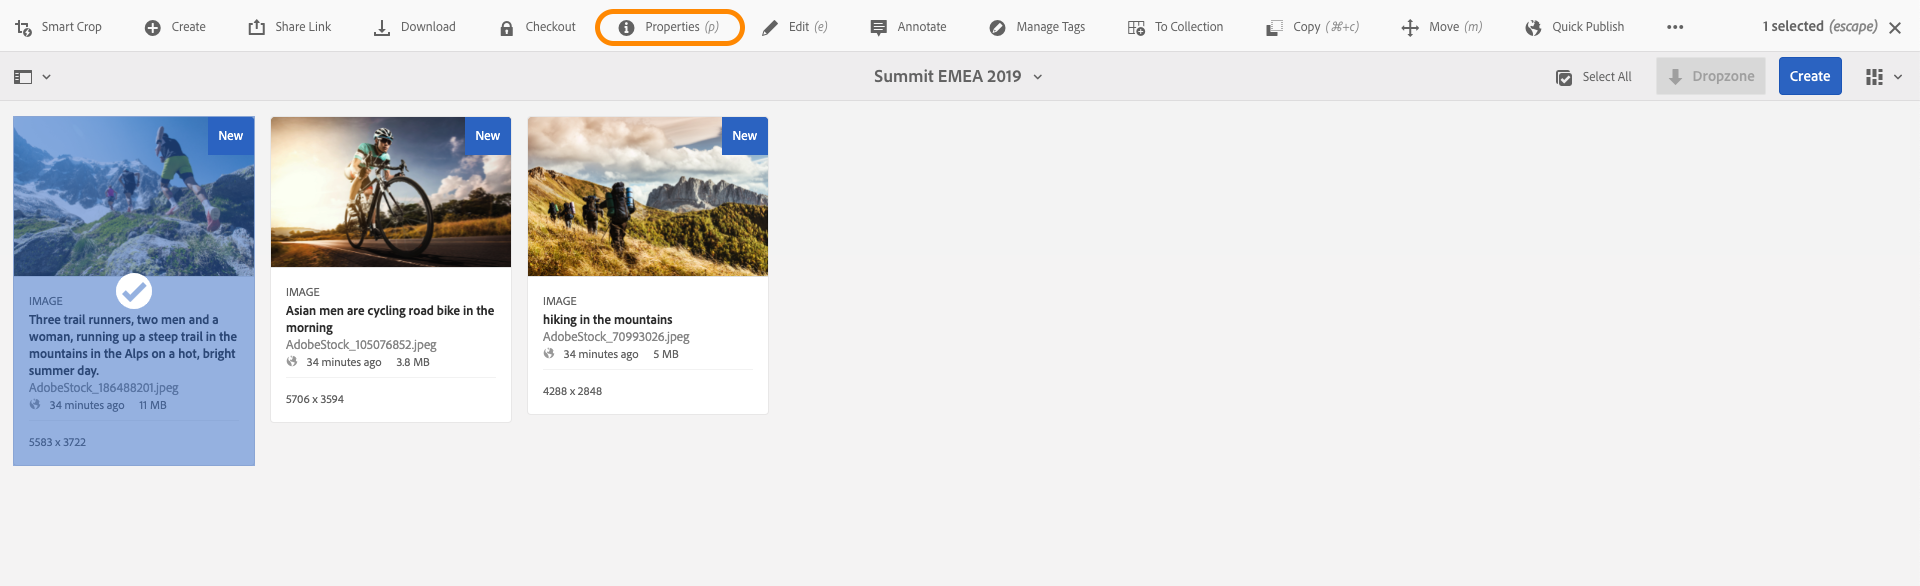 Smart Crop Create Share Link Download Checkout Properties (p) Edit (e) Annotate Manage Tags To Collection Copy (⌘+c) Move (m) Quick Publish 1 selected (escape)
Summit EMEA 2019 Select All Dropzone Create
New
IMAGE
Three trail runners, two men and a
woman, running up a steep trail in the
mountains in the Alps on a hot, bright
summer day.
AdobeStock_186488201.jpeg
34 minutes ago 11 MB
5583 x 3722
New
IMAGE
Asian men are cycling road bike in the
morning
AdobeStock_105076852.jpeg
34 minutes ago 3.8 MB
5706 x 3594
New
IMAGE
hiking in the mountains
AdobeStock_70993026.jpeg
34 minutes ago 5 MB
4288 x 2848